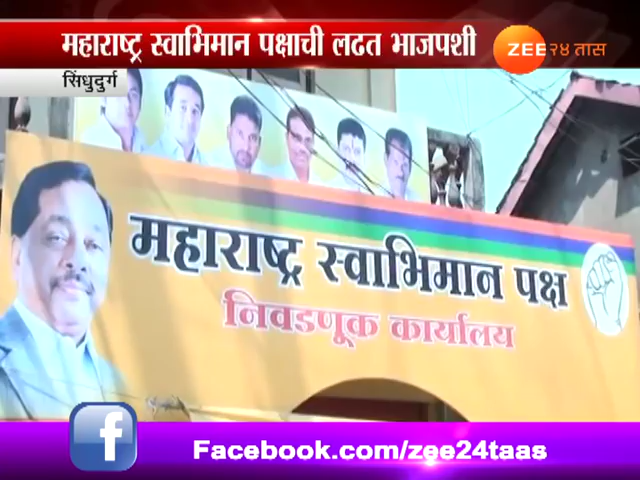 महाराष्ट्र स्वाभिमान पक्षाची लढत भाजपशी
ZEE २४ तास
सिंधुदुर्ग
महाराष्ट्र स्वाभिमान पक्ष
निवडणूक कार्यालय
f
Facebook.com/zee24taas